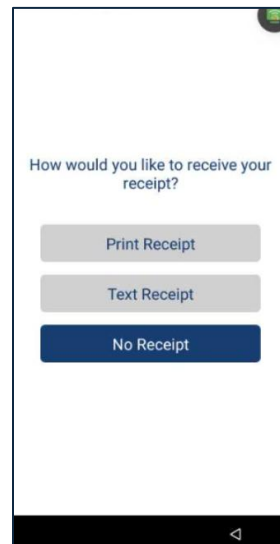 How would you like to receive your
receipt?
Print Receipt
Text Receipt
No Receipt